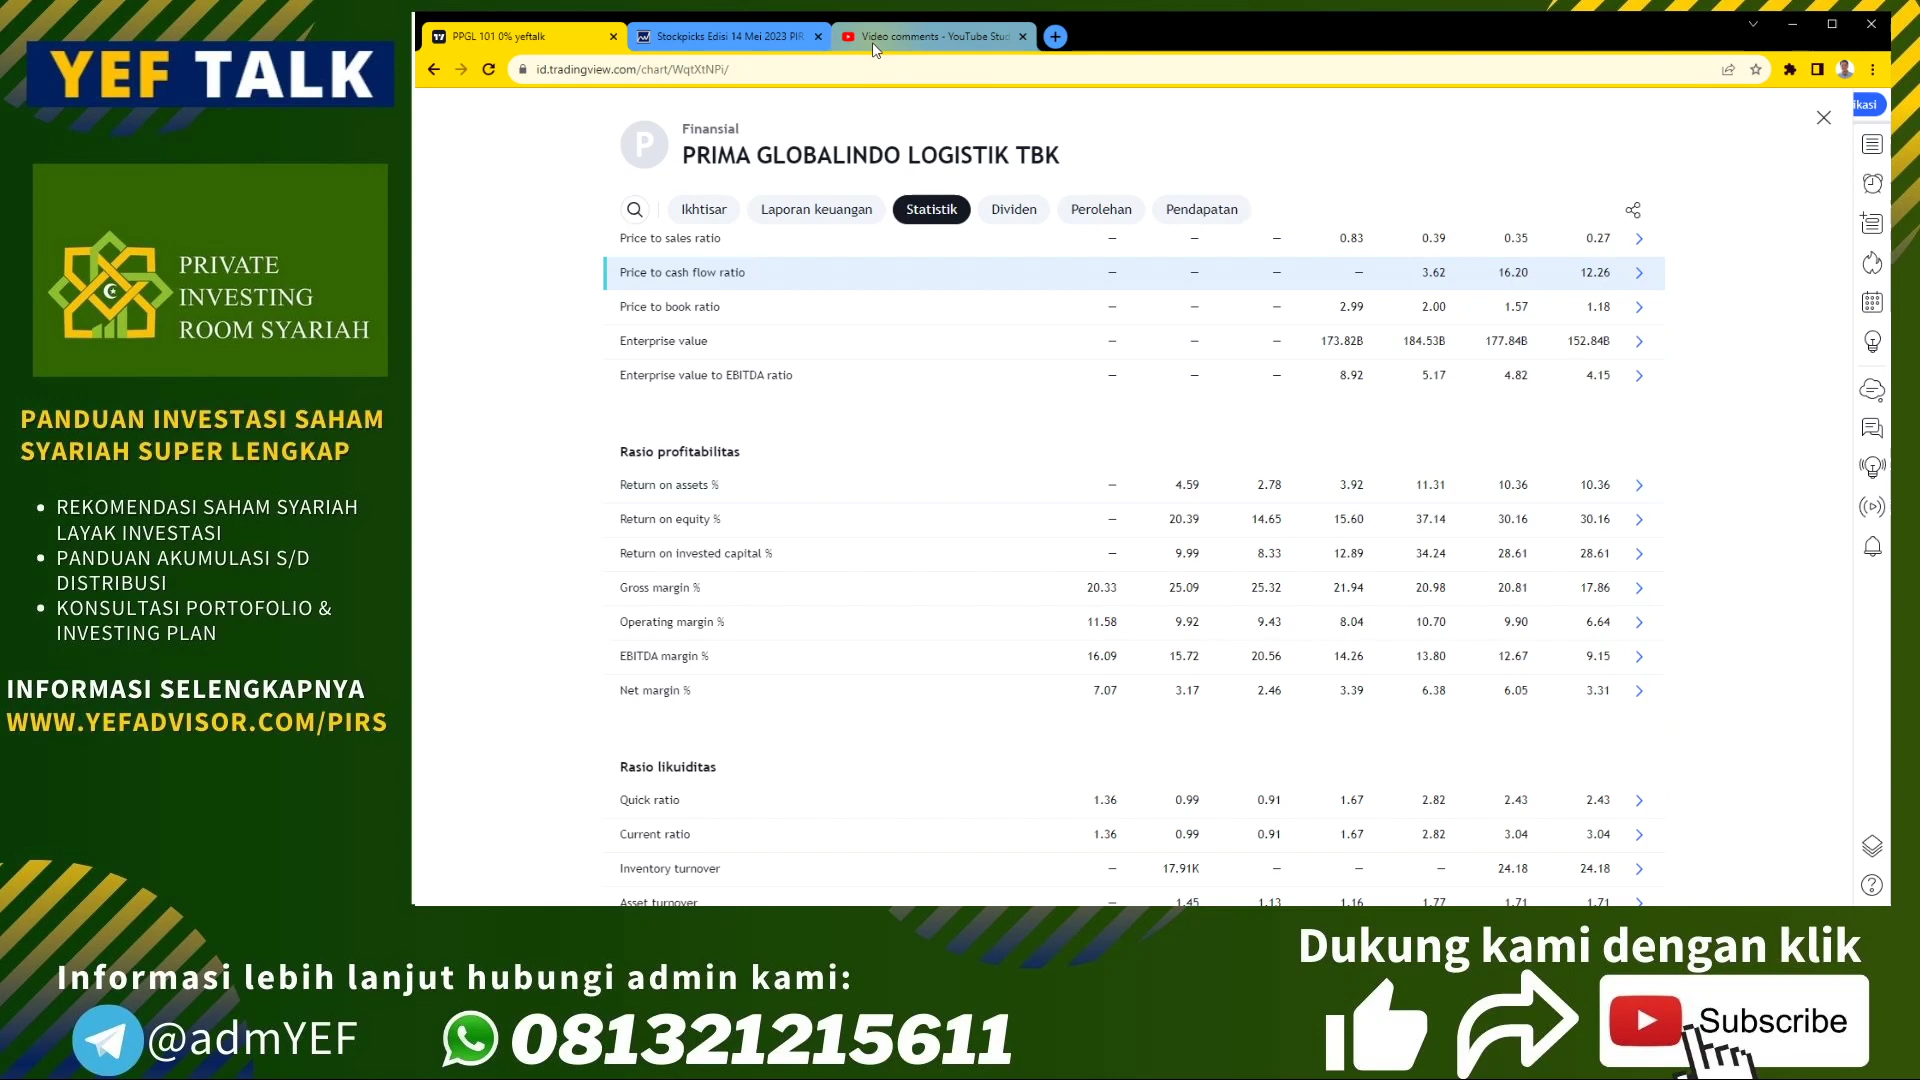 YEF TALK
PRIVATE
INVESTING
ROOM SYARIAH
PANDUAN INVESTASI SAHAM
SYARIAH SUPER LENGKAP
• REKOMENDASI SAHAM SYARIAH
LAYAK INVESTASI
• PANDUAN AKUMULASI S/D
DISTRIBUSI
• KONSULTASI PORTOFOLIO &
INVESTING PLAN
INFORMASI SELENGKAPNYA
WWW.YEFADVISOR.COM/PIRS
PPGL 101 0% yeftalk
Stockpicks Edisi 14 Mei 2023 PIR
Video comments - YouTube Stud
id.tradingview.com/chart/WqtXtNPi/
ikasi
P
Finansial
PRIMA GLOBALINDO LOGISTIK TBK
Ikhtisar Laporan keuangan Statistik Dividen Perolehan Pendapatan
Price to sales ratio — — — 0.83 0.39 0.35 0.27
Price to cash flow ratio — — — — 3.62 16.20 12.26
Price to book ratio — — — 2.99 2.00 1.57 1.18
Enterprise value — — — 173.82B 184.53B 177.84B 152.84B
Enterprise value to EBITDA ratio — — — 8.92 5.17 4.82 4.15
Rasio profitabilitas
Return on assets % — 4.59 2.78 3.92 11.31 10.36 10.36
Return on equity % — 20.39 14.65 15.60 37.14 30.16 30.16
Return on invested capital % — 9.99 8.33 12.89 34.24 28.61 28.61
Gross margin % 20.33 25.09 25.32 21.94 20.98 20.81 17.86
Operating margin % 11.58 9.92 9.43 8.04 10.70 9.90 6.64
EBITDA margin % 16.09 15.72 20.56 14.26 13.80 12.67 9.15
Net margin % 7.07 3.17 2.46 3.39 6.38 6.05 3.31
Rasio likuiditas
Quick ratio 1.36 0.99 0.91 1.67 2.82 2.43 2.43
Current ratio 1.36 0.99 0.91 1.67 2.82 3.04 3.04
Inventory turnover — 17.91K — — — 24.18 24.18
Asset turnover — 1.45 1.13 1.16 1.77 1.71 1.71
Informasi lebih lanjut hubungi admin kami:
@admYEF
081321215611
Dukung kami dengan klik
Subscribe